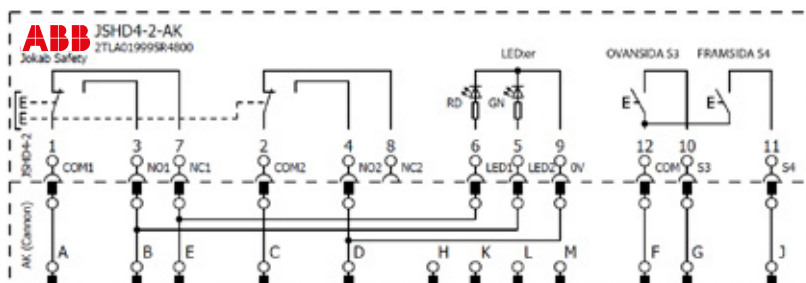 ABB JSHD4-2-AK
2TLA019995R4800
Jokab Safety
LEDxer
OVANSIDA S3 FRAMSIDA S4
RD GN
E E E
E
JSHD4-2
1 3 7 2 4 8 6 5 9 12 10 11
COM1 NO1 NC1 COM2 NO2 NC2 LED1 LED2 0V COM S3 S4
AK (Cannon)
A B E C D H K L M F G J